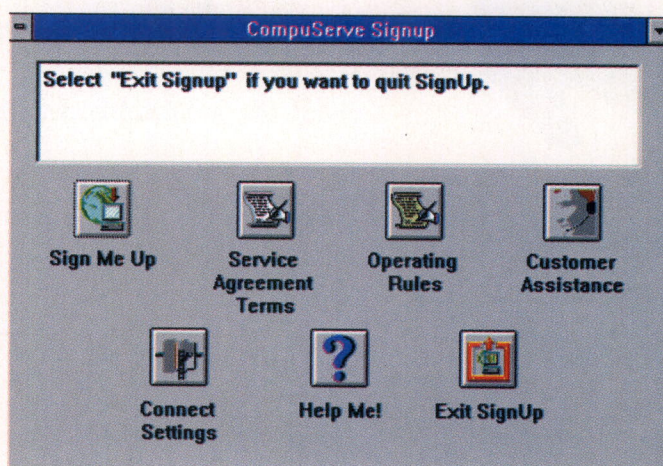 CompuServe Signup
Select "Exit Signup" if you want to quit SignUp.
Sign Me Up
Service
Agreement
Terms
Operating
Rules
Customer
Assistance
Connect
Settings
Help Me!
Exit SignUp